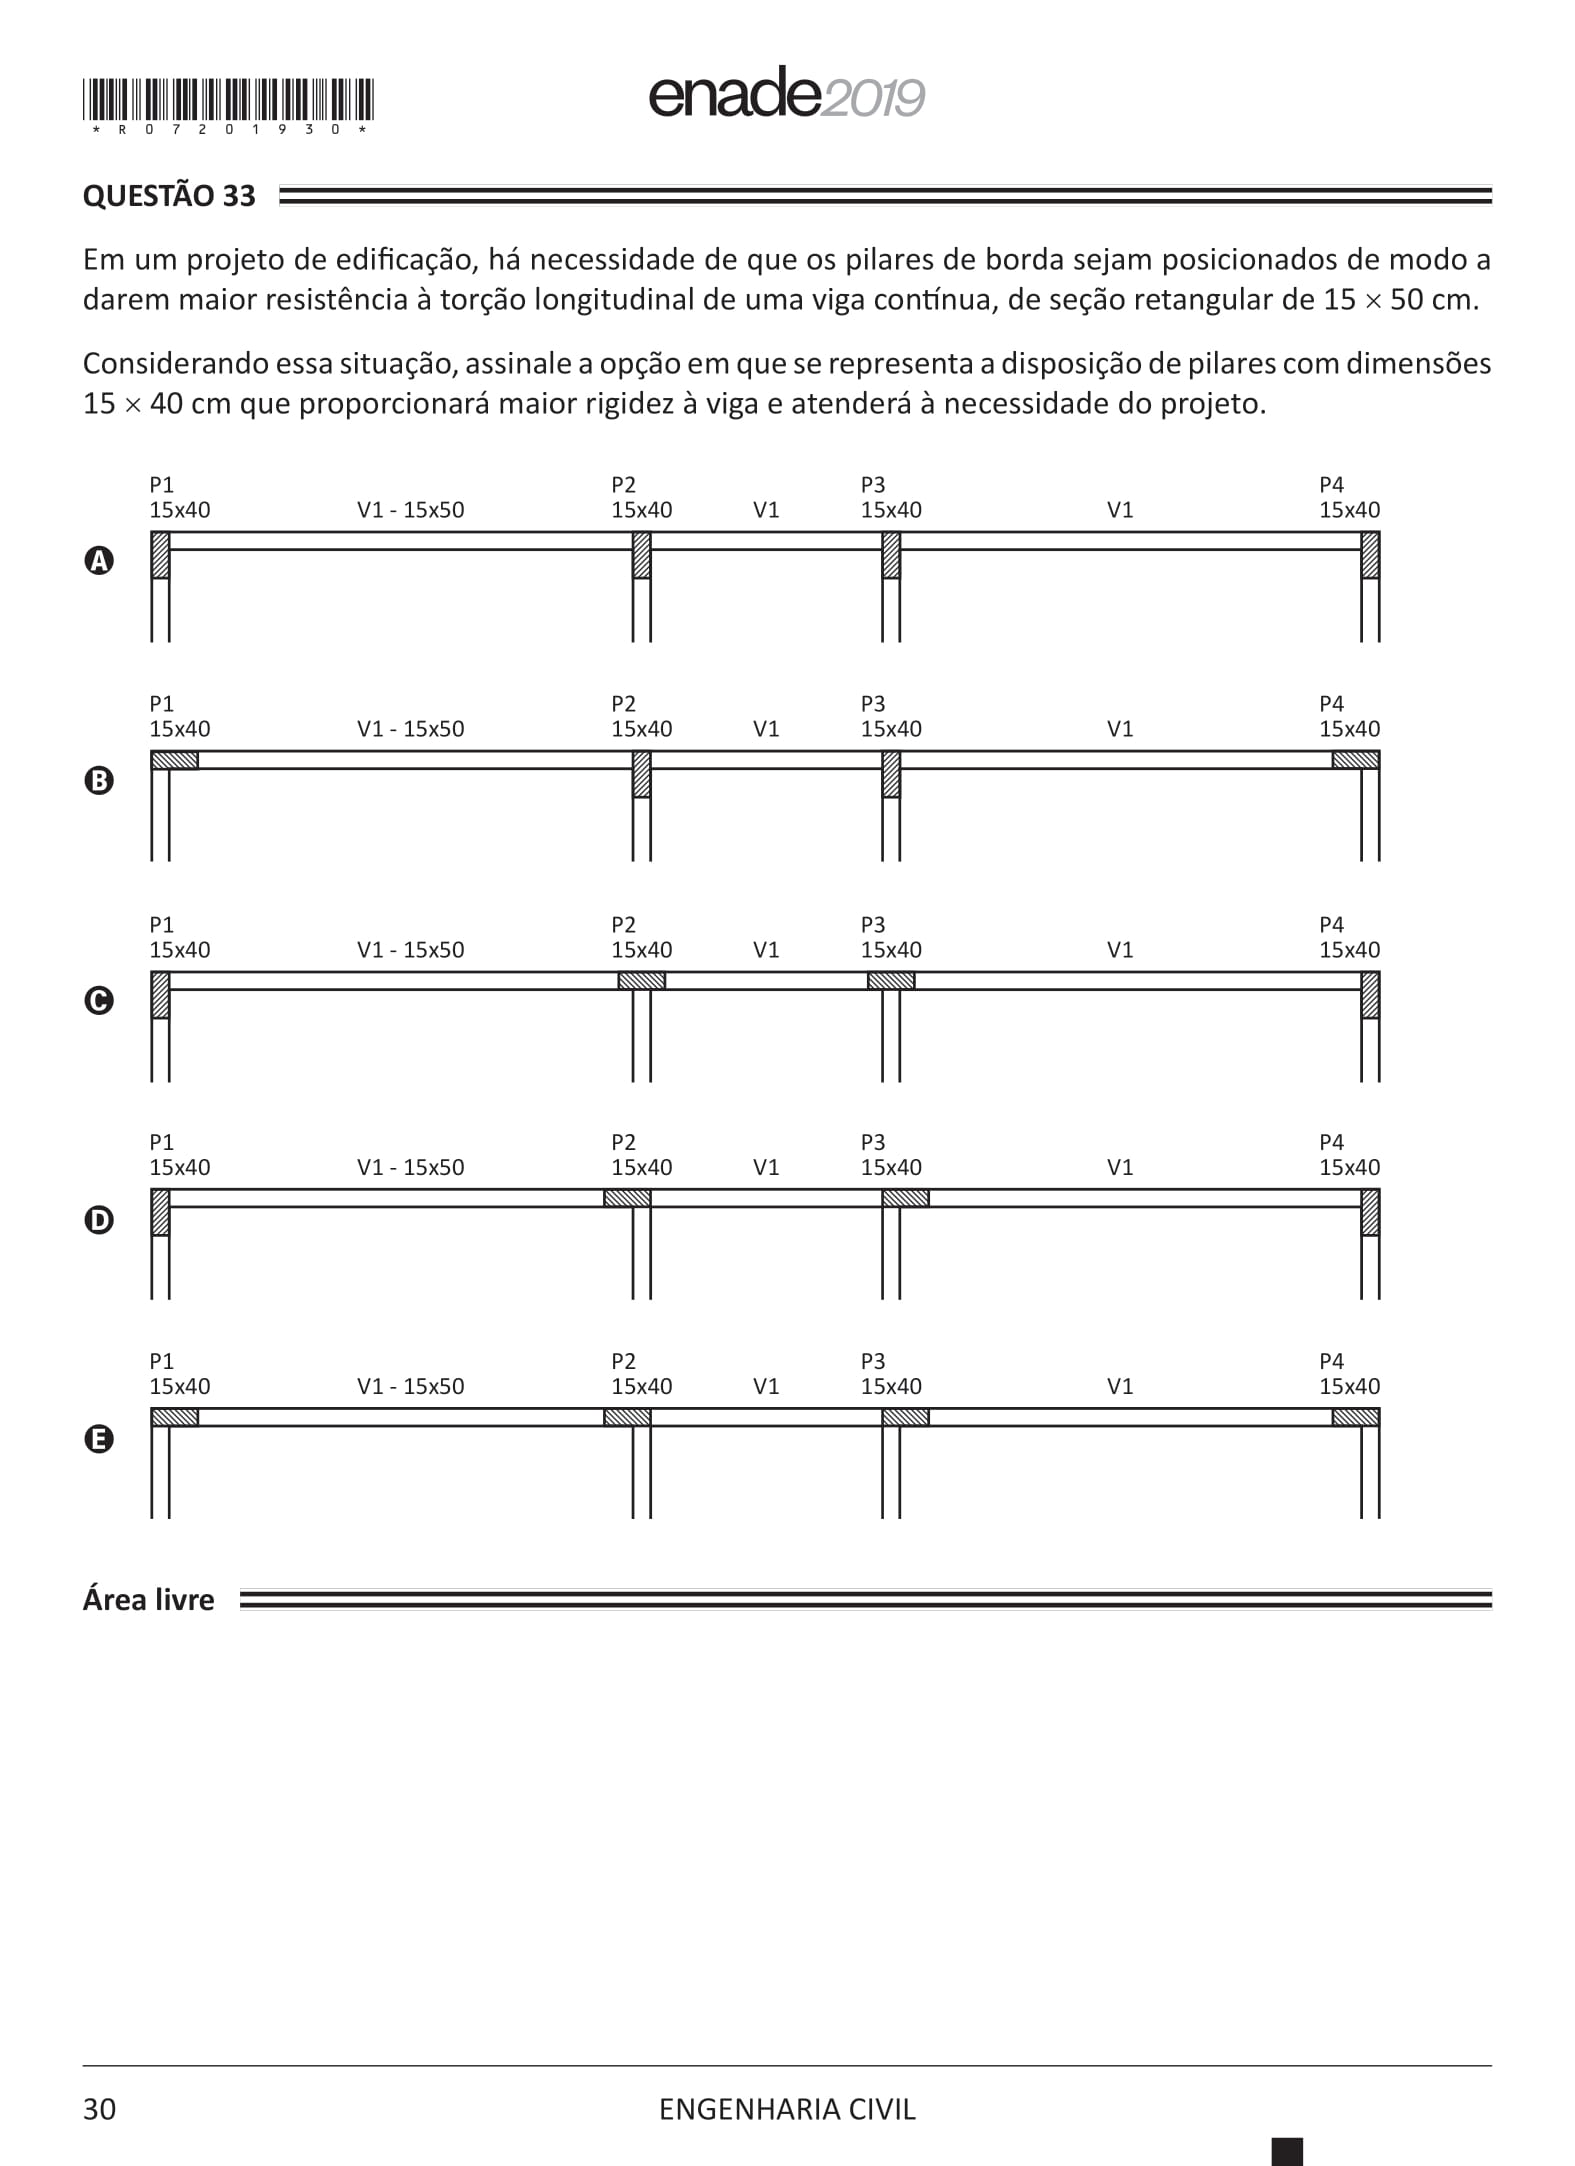 *R07201930*
enade2019
QUESTÃO 33
Em um projeto de edificação, há necessidade de que os pilares de borda sejam posicionados de modo a
darem maior resistência à torção longitudinal de uma viga contínua, de seção retangular de 15 × 50 cm.
Considerando essa situação, assinale a opção em que se representa a disposição de pilares com dimensões
15 × 40 cm que proporcionará maior rigidez à viga e atenderá à necessidade do projeto.
P1 P2 P3 P4
15x40 V1 - 15x50 15x40 V1 15x40 V1 15x40
A
P1 P2 P3 P4
15x40 V1 - 15x50 15x40 V1 15x40 V1 15x40
B
P1 P2 P3 P4
15x40 V1 - 15x50 15x40 V1 15x40 V1 15x40
C
P1 P2 P3 P4
15x40 V1 - 15x50 15x40 V1 15x40 V1 15x40
D
P1 P2 P3 P4
15x40 V1 - 15x50 15x40 V1 15x40 V1 15x40
E
Área livre
30 ENGENHARIA CIVIL